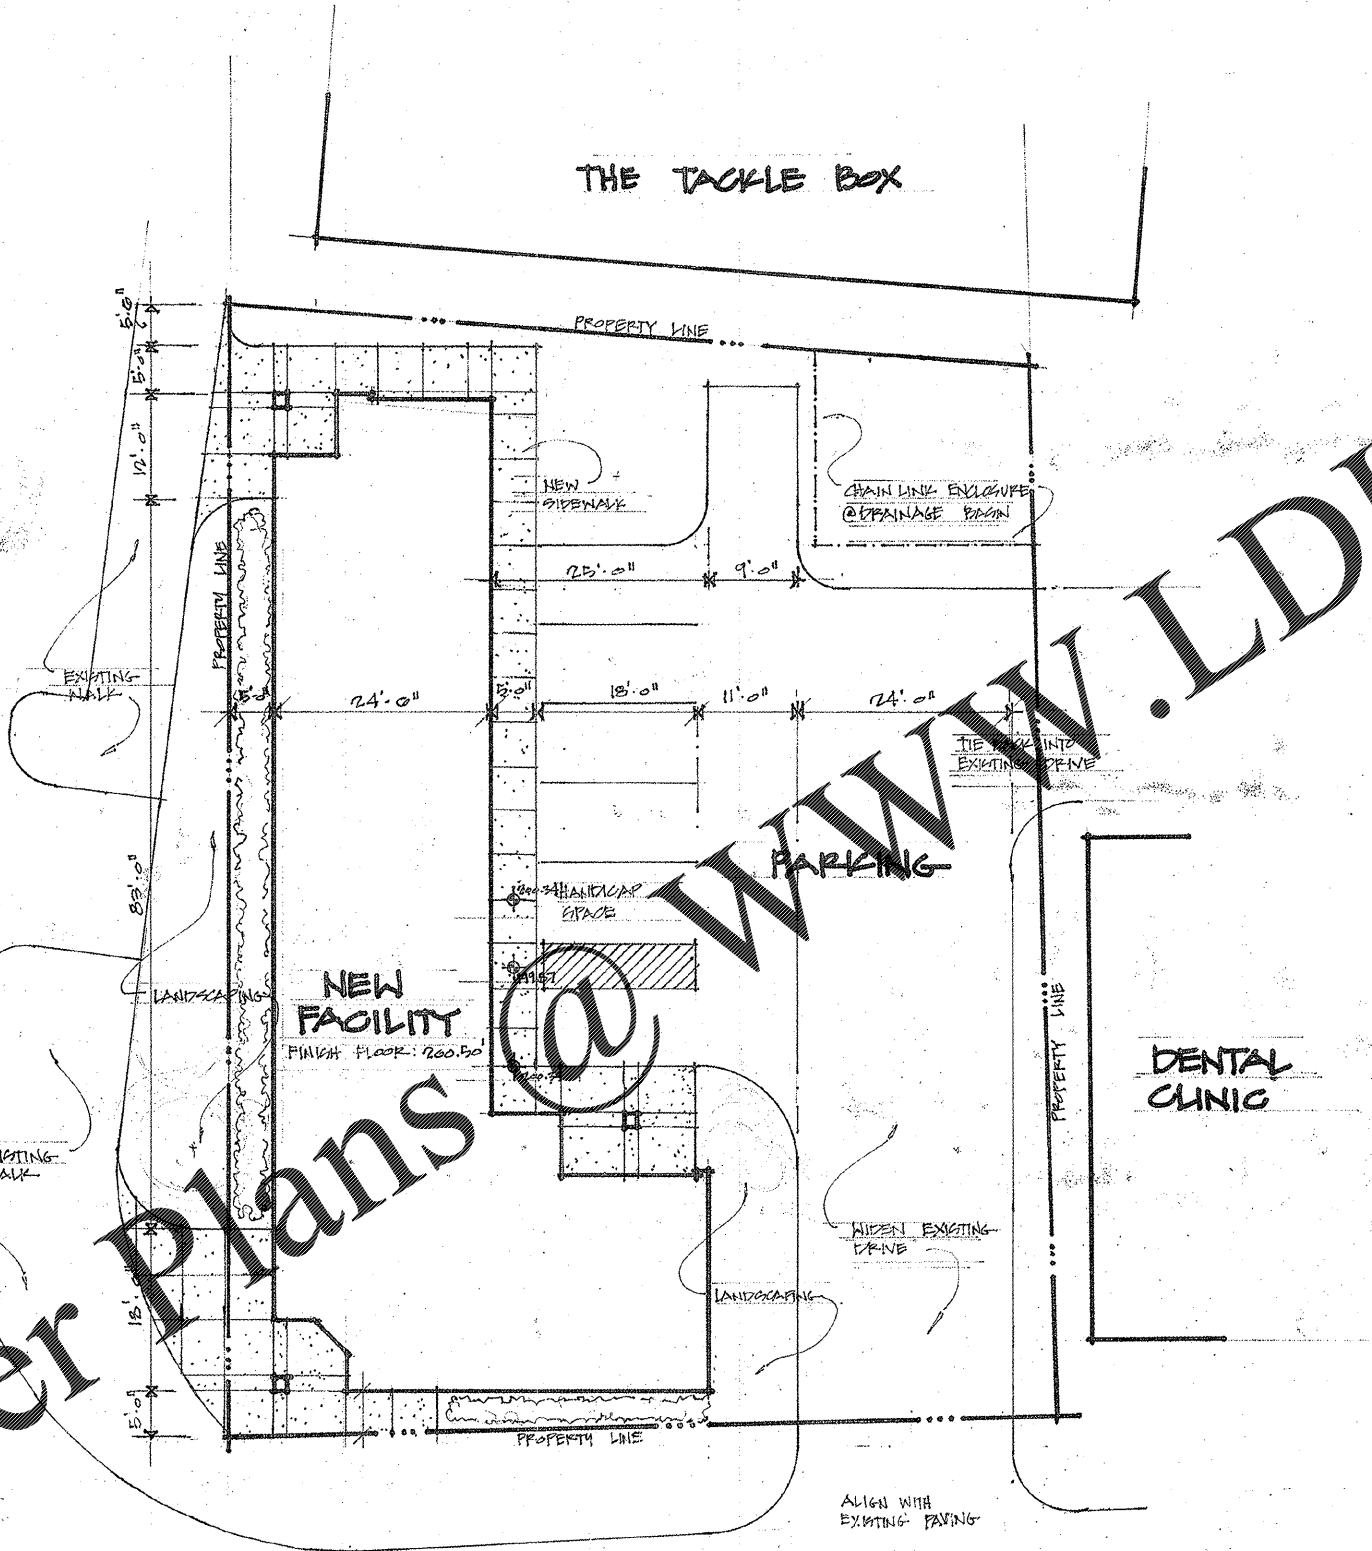 THE TACKLE BOX
PROPERTY LINE
5'.0"
12'.0"
NEW
SIDEWALK
CHAIN LINK ENCLOSURE
@ DRAINAGE BASIN
25'.0"
9'.0"
PROPERTY LINE
EXISTING
WALK
5'.0"
24'.0"
5'.0"
18'.0"
11'.0"
24'.0"
TIE BACK INTO
EXISTING DRIVE
PARKING
83'.0"
HANDICAP
SPACE
LANDSCAPING
NEW
FACILITY
FINISH FLOOR: 200.50'
PROPERTY LINE
DENTAL
CLINIC
WIDEN EXISTING
DRIVE
LANDSCAPING
5'.0"
PROPERTY LINE
ALIGN WITH
EXISTING PAVING
er Plans @ WWW.LD